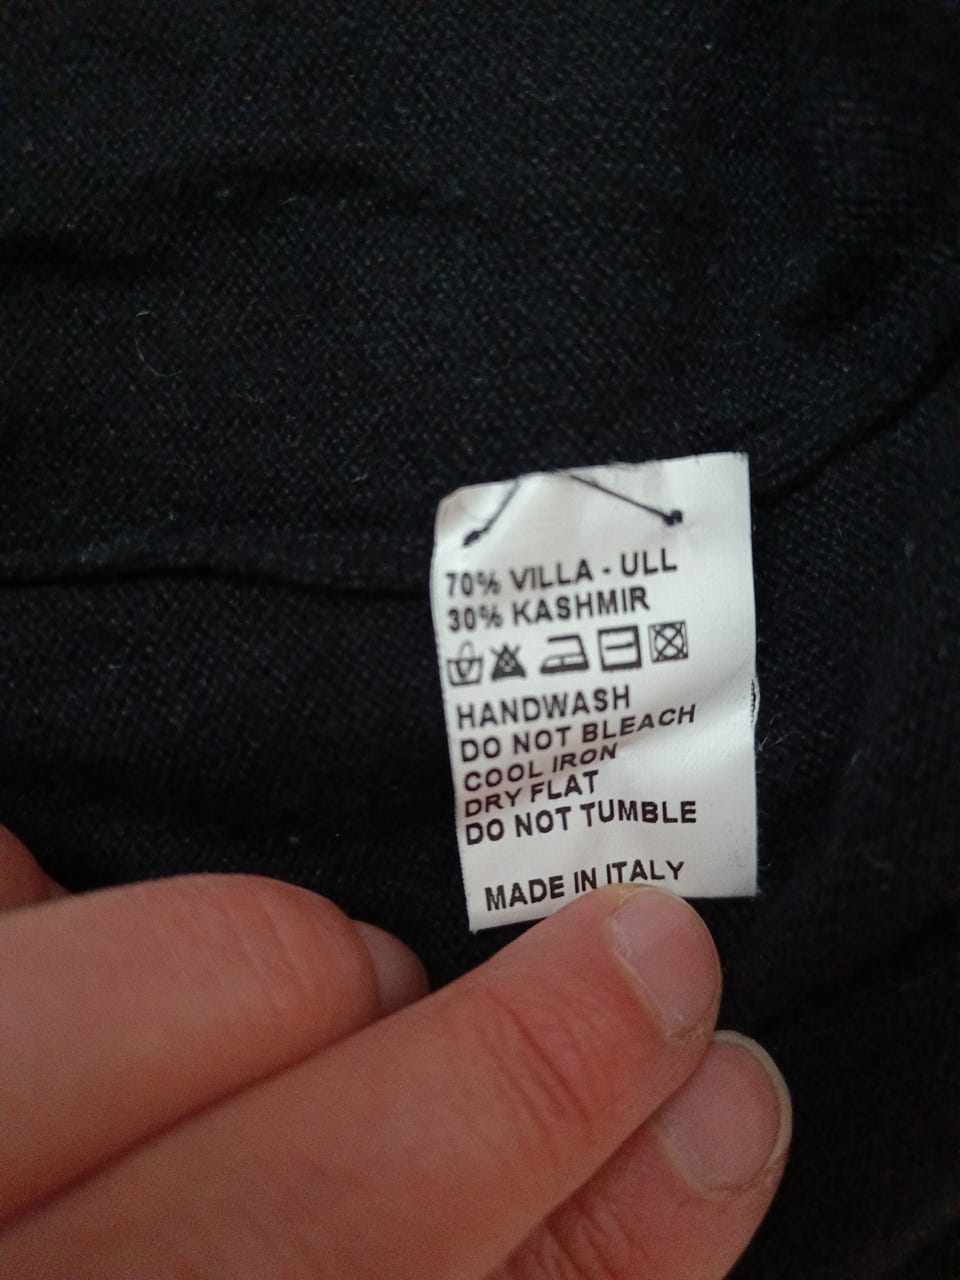 70% VILLA - ULL
30% KASHMIR
HANDWASH
DO NOT BLEACH
COOL IRON
DRY FLAT
DO NOT TUMBLE
MADE IN ITALY